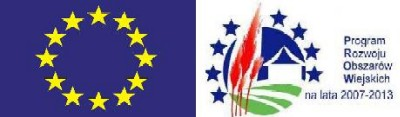 Program
Rozwoju
Obszarów
Wiejskich
na lata 2007-2013